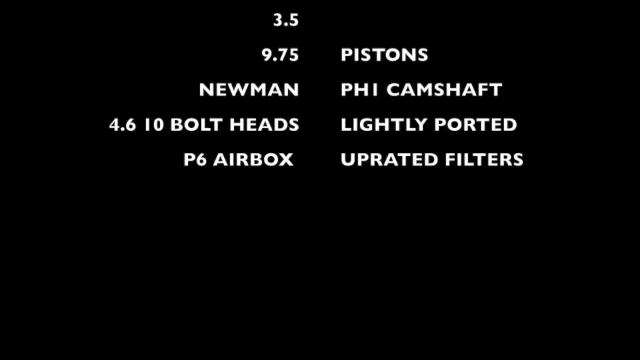 3.5
9.75 PISTONS
NEWMAN PH1 CAMSHAFT
4.6 10 BOLT HEADS LIGHTLY PORTED
P6 AIRBOX UPRATED FILTERS